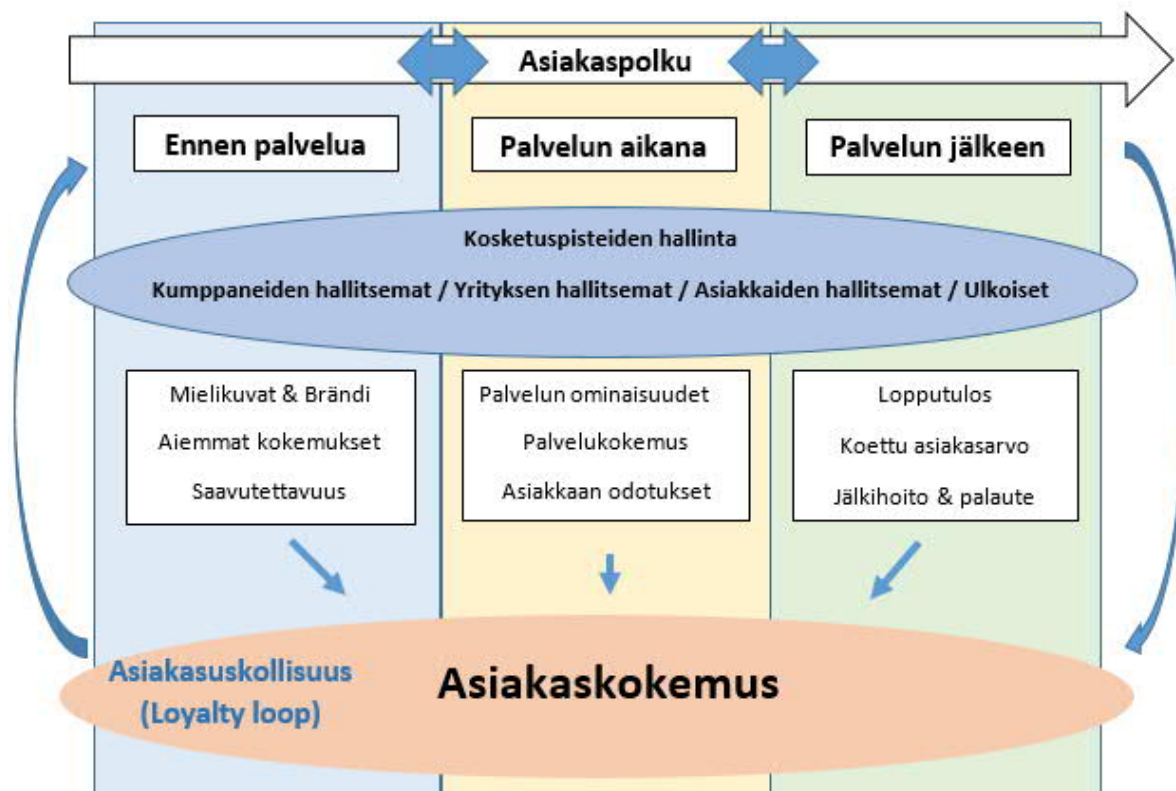 Asiakaspolku
Ennen palvelua
Palvelun aikana
Palvelun jälkeen
Kosketuspisteiden hallinta
Kumppaneiden hallitsemat / Yrityksen hallitsemat / Asiakkaiden hallitsemat / Ulkoiset
Mielikuvat & Brändi
Aiemmat kokemukset
Saavutettavuus
Palvelun ominaisuudet
Palvelukokemus
Asiakkaan odotukset
Lopputulos
Koettu asiakasarvo
Jälkihoito & palaute
Asiakasuskollisuus
(Loyalty loop)
Asiakaskokemus